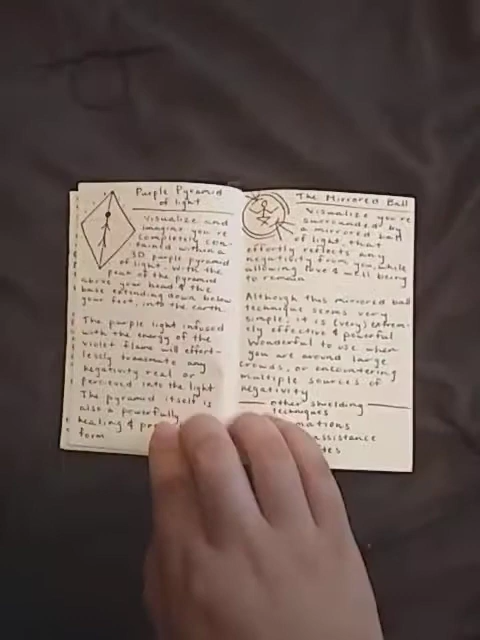 Purple Pyramid
of light
Visualize and
imagine you're
completely con-
tained within a
3D purple pyramid
of light, with the
peak of the pyramid
above your head & the
base extending down below
your feet, into the earth.
The purple light infused
with the energy of the
violet flame will effort-
lessly transmute any
negativity real or
perceived into the light
The pyramid itself is
also a powerfully
healing &
form
The Mirrored Ball
Visualize you're
surrounded by
a mirrored ball
of light, that
effortly reflects any
negativity from you, while
allowing love & well being
to remain
Although this mirrored ball
technique seems very
simple, it is (very) extrem-
ely effective & powerful
Wonderful to use when
you are around large
crowds, or encountering
multiple sources of
negativity
other shielding
techniques
assistance